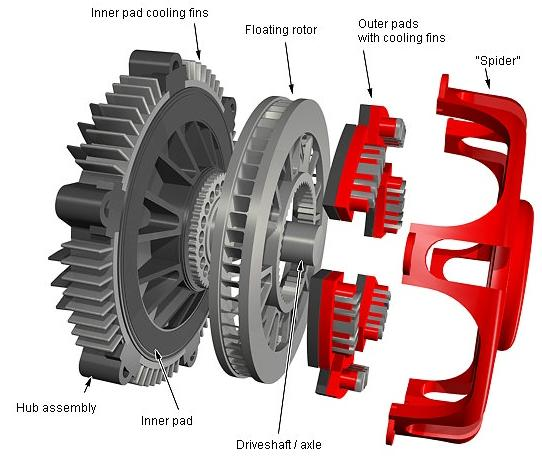 Inner pad cooling fins
Floating rotor
Outer pads
with cooling fins
"Spider"
Hub assembly
Inner pad
Driveshaft / axle